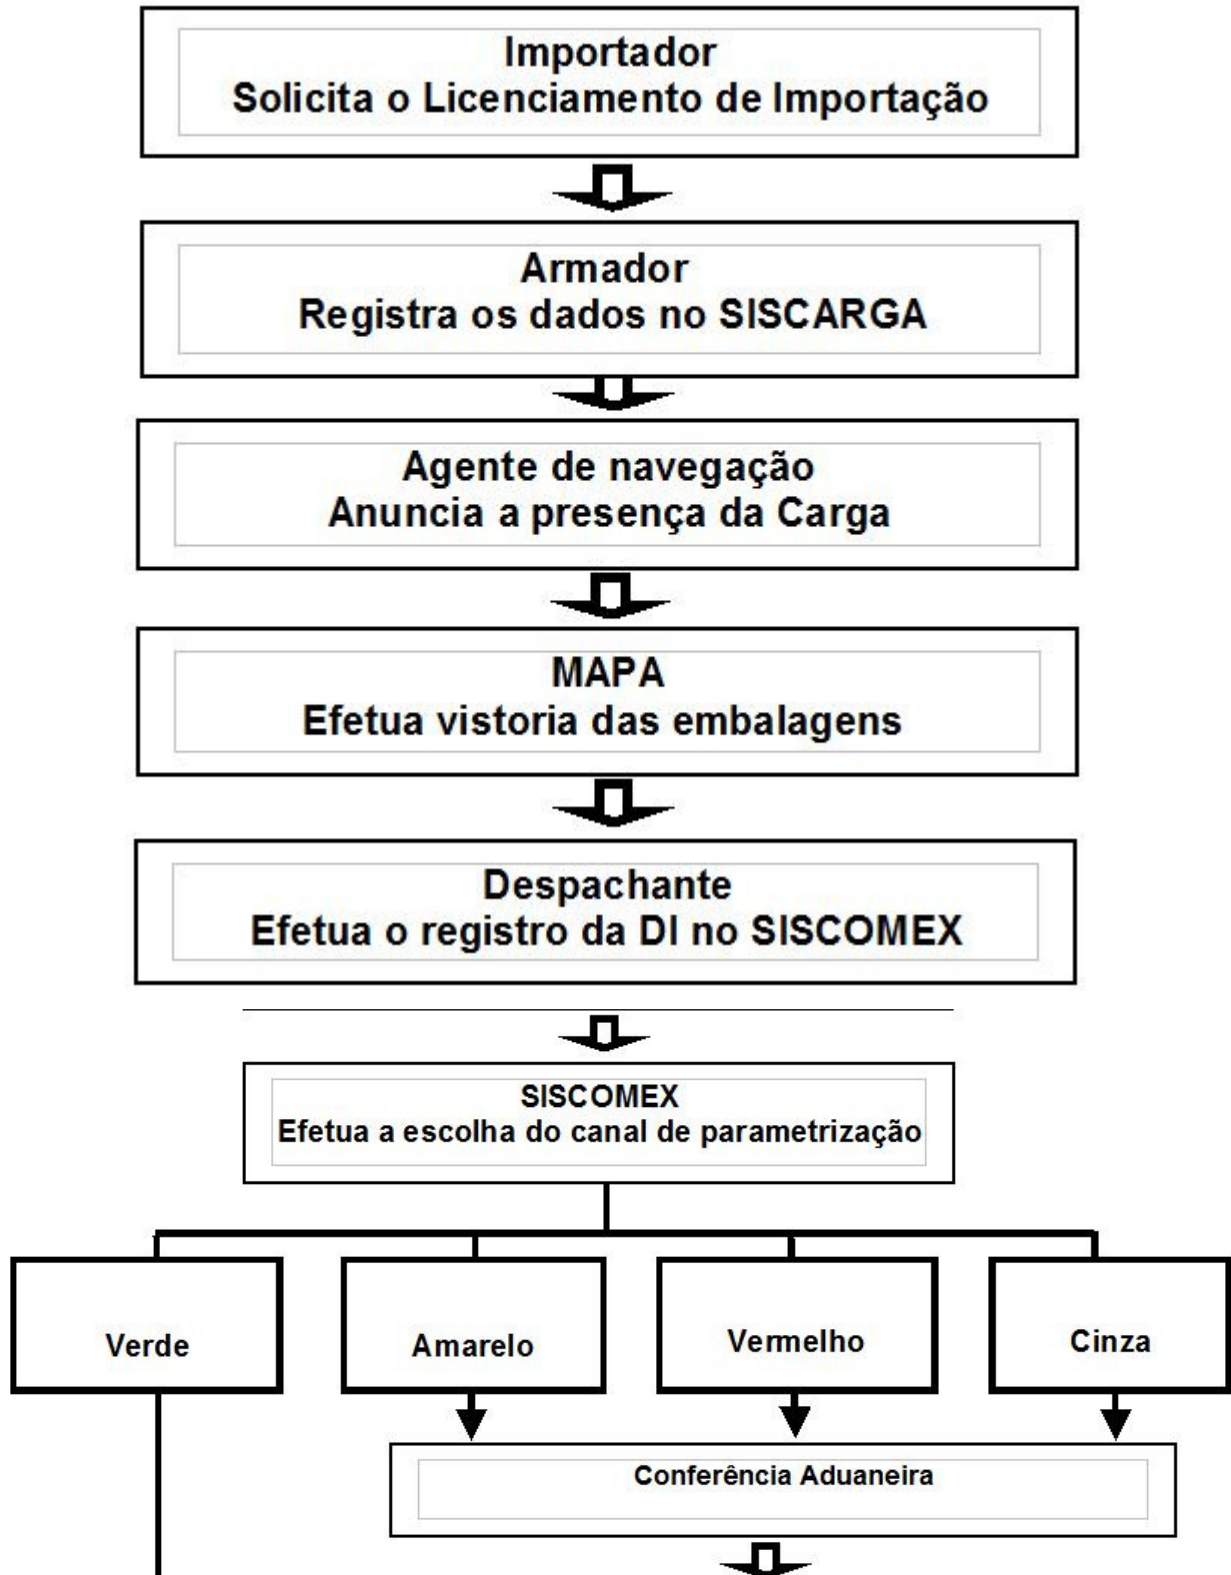 Importador
Solicita o Licenciamento de Importação
Armador
Registra os dados no SISCARGA
Agente de navegação
Anuncia a presença da Carga
MAPA
Efetua vistoria das embalagens
Despachante
Efetua o registro da DI no SISCOMEX
SISCOMEX
Efetua a escolha do canal de parametrização
Verde
Amarelo
Vermelho
Cinza
Conferência Aduaneira